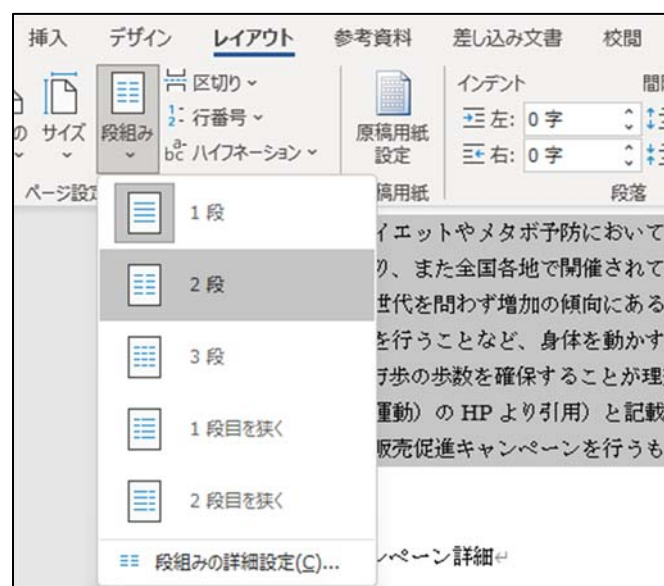 挿入 デザイン レイアウト 参考資料 差し込み文書 校閲
サイズ 段組み 区切り
行番号
ハイフネーション
原稿用紙
設定
インデント
左: 0 字
右: 0 字
ページ設
稿用紙
段落
1 段
2 段
3 段
1 段目を狭く
2 段目を狭く
段組みの詳細設定(C)...
イエットやメタボ予防において
り、また全国各地で開催されて
世代を問わず増加の傾向にある
を行うことなど、身体を動かす
万歩の歩数を確保することが理
運動）の HP より引用）と記載
販売促進キャンペーンを行うも
ンペーン詳細↵